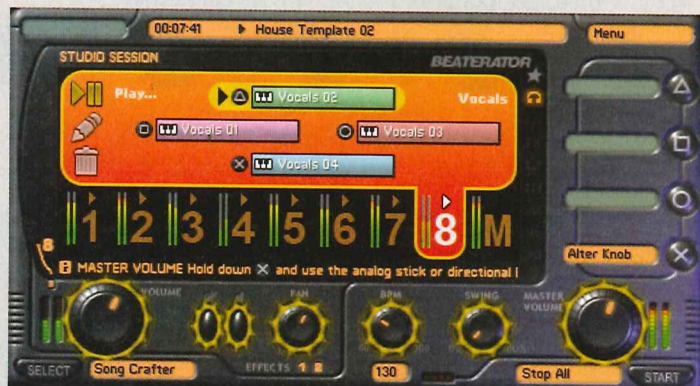 00:07:41 House Template 02
Menu
STUDIO SESSION
BEATERATOR
Play...
Vocals 02
Vocals
Vocals 01
Vocals 03
Vocals 04
1 2 3 4 5 6 7 8 M
8
MASTER VOLUME Hold down X and use the analog stick or directional
Alter Knob
VOLUME
PAN
BPM
SWING
MASTER VOLUME
EFFECTS 1 2
130
SELECT
Song Crafter
Stop All
START